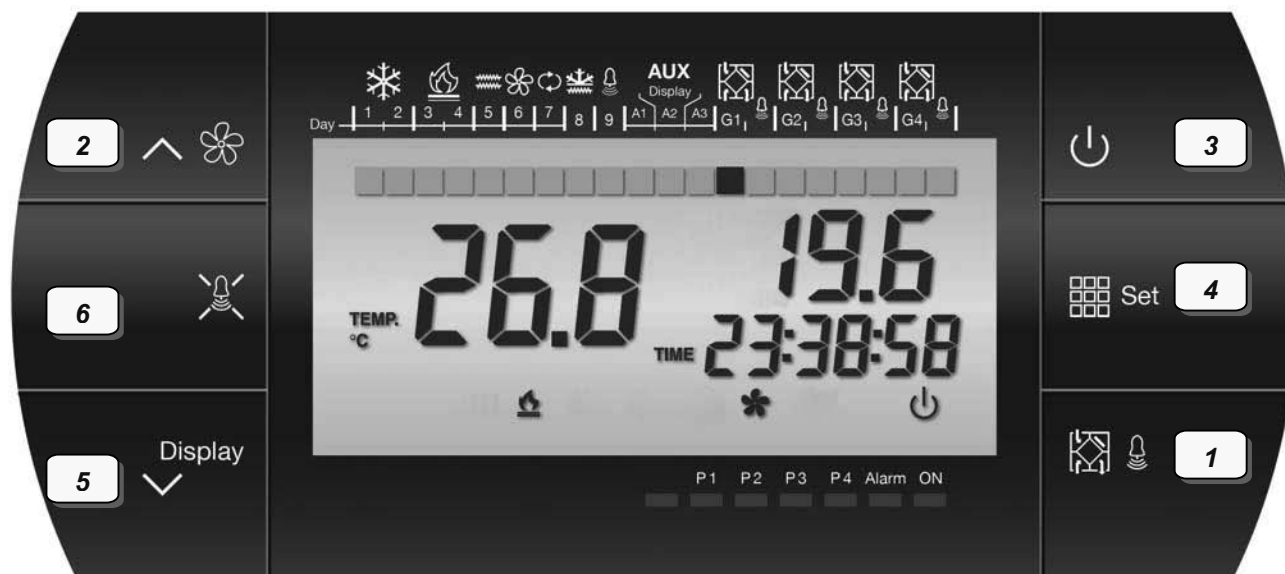 AUX
Display
Day 1 2 3 4 5 6 7 8 9 A1 A2 A3 G1 G2 G3 G4
2
3
26.8
19.6
6
Set
4
TEMP.
°C
TIME
23:38:58
Display
5
1
P1 P2 P3 P4 Alarm ON